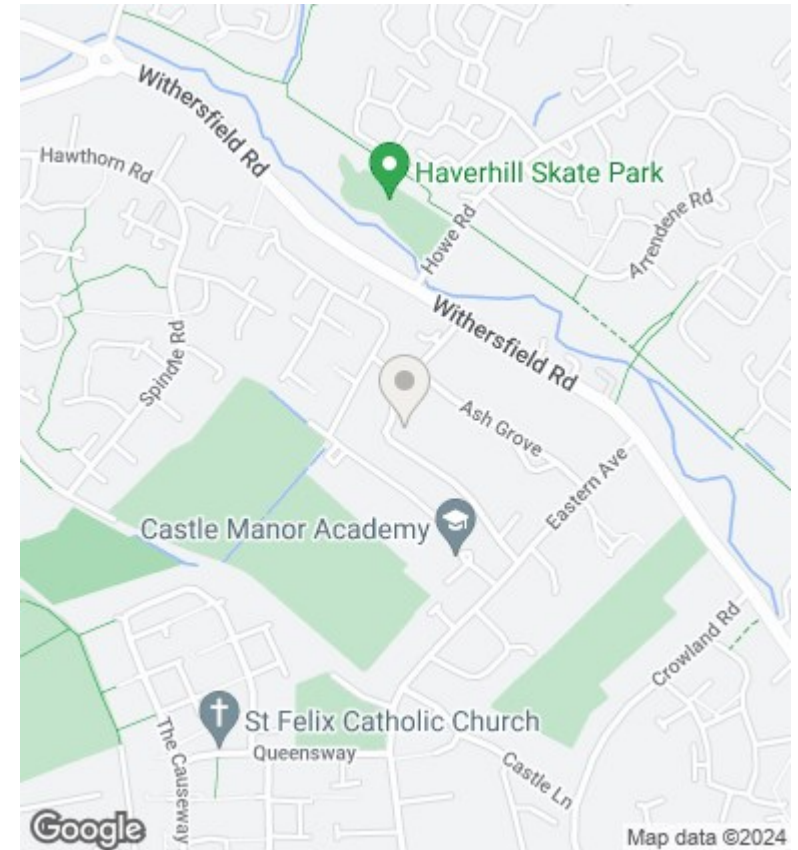 Withersfield Rd
Hawthorn Rd
Haverhill Skate Park
Arrendene Rd
Howe Rd
Withersfield Rd
Spindle Rd
Ash Grove
Eastern Ave
Castle Manor Academy
Crowland Rd
St Felix Catholic Church
Queensway
The Causeway
Castle Ln
Google
Map data ©2024